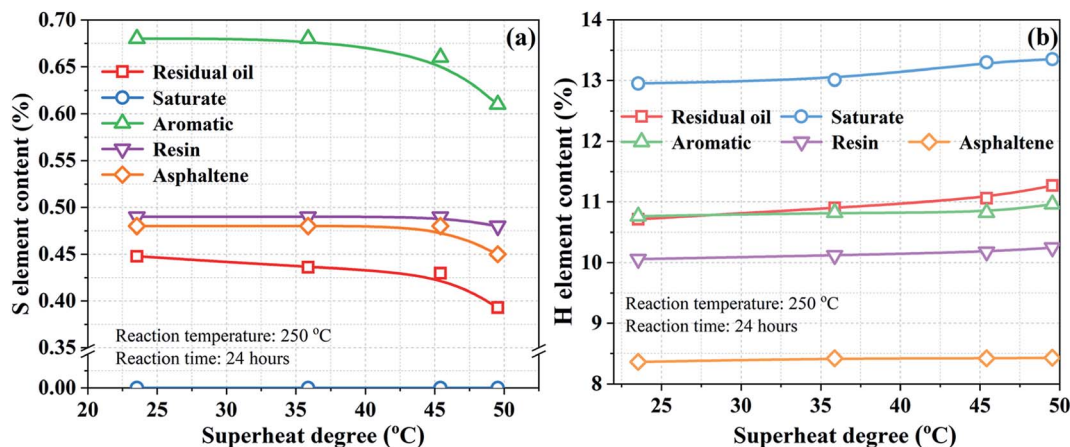 (a)
S element content (%)
0.70
0.65
0.60
0.55
0.50
0.45
0.40
0.35
0.00
Residual oil
Saturate
Aromatic
Resin
Asphaltene
Reaction temperature: 250 °C
Reaction time: 24 hours
20 25 30 35 40 45 50
Superheat degree (°C)
(b)
H element content (%)
14
13
12
11
10
9
8
Residual oil Saturate
Aromatic Resin Asphaltene
Reaction temperature: 250 °C
Reaction time: 24 hours
25 30 35 40 45 50
Superheat degree (°C)